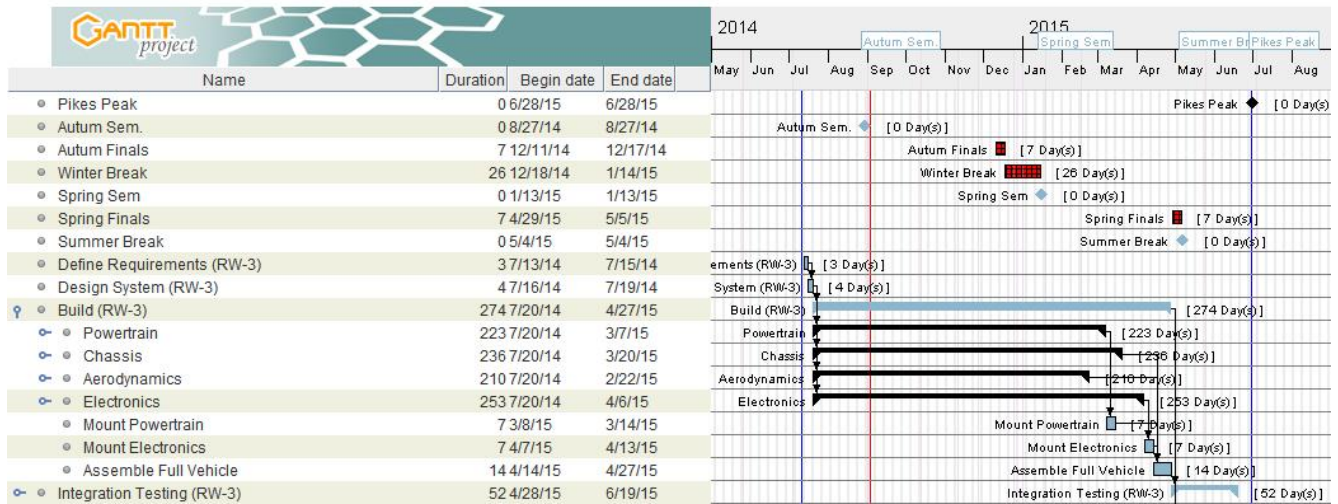 GANTT project
2014 2015
Autum Sem. Spring Sem Summer Br Pikes Peak
Name Duration Begin date End date May Jun Jul Aug Sep Oct Nov Dec Jan Feb Mar Apr May Jun Jul Aug
Pikes Peak 0 6/28/15 6/28/15 Pikes Peak [0 Day(s)
Autum Sem. 0 8/27/14 8/27/14 Autum Sem. [0 Day(s)]
Autum Finals 7 12/11/14 12/17/14 Autum Finals [7 Day(s)]
Winter Break 26 12/18/14 1/14/15 Winter Break [26 Day(s)]
Spring Sem 0 1/13/15 1/13/15 Spring Sem [0 Day(s)]
Spring Finals 7 4/29/15 5/5/15 Spring Finals [7 Day(s)]
Summer Break 0 5/4/15 5/4/15 Summer Break [0 Day(s)]
Define Requirements (RW-3) 3 7/13/14 7/15/14 ements (RW-3) [3 Day(s)]
Design System (RW-3) 4 7/16/14 7/19/14 System (RW-3) [4 Day(s)]
Build (RW-3) 274 7/20/14 4/27/15 Build (RW-3) [274 Day(s)]
Powertrain 223 7/20/14 3/7/15 Powertrain [223 Day(s)]
Chassis 236 7/20/14 3/20/15 Chassis [236 Day(s)]
Aerodynamics 210 7/20/14 2/22/15 Aerodynamics [210 Day(s)]
Electronics 253 7/20/14 4/6/15 Electronics [253 Day(s)]
Mount Powertrain 7 3/8/15 3/14/15 Mount Powertrain [7 Day(s)]
Mount Electronics 7 4/7/15 4/13/15 Mount Electronics [7 Day(s)]
Assemble Full Vehicle 14 4/14/15 4/27/15 Assemble Full Vehicle [14 Day(s)]
Integration Testing (RW-3) 52 4/28/15 6/19/15 Integration Testing (RW-3) [52 Day(s)]